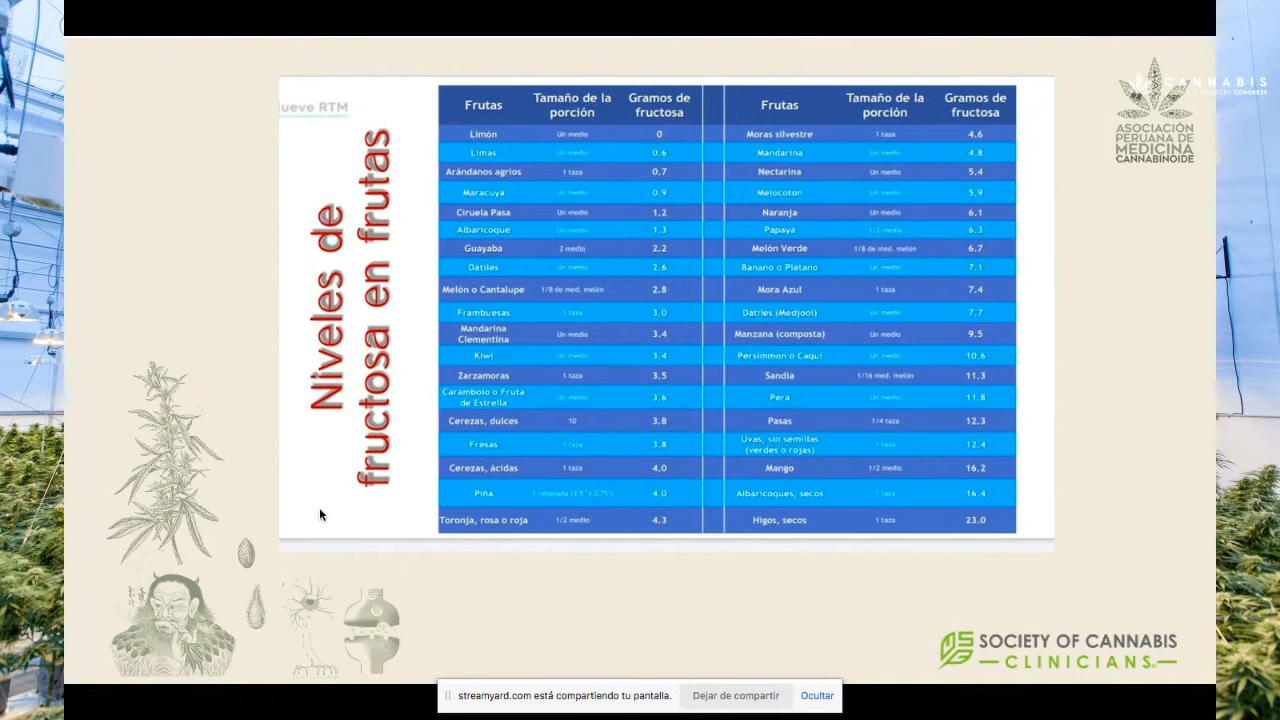 ueve RTM
Niveles de
fructosa en frutas
Frutas Tamaño de la porción Gramos de fructosa
Limón Un medio 0
Limas Un medio 0.6
Arándanos agrios 1 taza 0.7
Maracuya Un medio 0.9
Ciruela Pasa Un medio 1.2
Albaricoque Un medio 1.3
Guayaba 2 medio 2.2
Dátiles Un medio 2.6
Melón o Cantalupe 1/8 de med. melón 2.8
Frambuesas 1 taza 3.0
Mandarina Clementina Un medio 3.4
Kiwi Un medio 3.4
Zarzamoras 1 taza 3.5
Carambolo o Fruta de Estrella Un medio 3.6
Cerezas, dulces 10 3.8
Fresas 1 taza 3.8
Cerezas, ácidas 1 taza 4.0
Piña 1 rebanada (3.5 "x 0.75") 4.0
Toronja, rosa o roja 1/2 medio 4.3
Frutas Tamaño de la porción Gramos de fructosa
Moras silvestre 1 taza 4.6
Mandarina Un medio 4.8
Nectarina Un medio 5.4
Melocoton Un medio 5.9
Naranja Un medio 6.1
Papaya 1/2 medio 6.3
Melón Verde 1/8 de med. melón 6.7
Banano o Platano Un medio 7.1
Mora Azul 1 taza 7.4
Dátiles (Medjool) Un medio 7.7
Manzana (composta) Un medio 9.5
Persimmon o Caqui Un medio 10.6
Sandia 1/16 med. melón 11.3
Pera Un medio 11.8
Pasas 1/4 taza 12.3
Uvas, sin semillas (verdes o rojas) 1 taza 12.4
Mango 1/2 medio 16.2
Albaricoques, secos 1 taza 16.4
Higos, secos 1 taza 23.0
CANNABIS
INDUSTRY CONGRESS
ASOCIACIÓN
PERUANA DE
MEDICINA
CANNABINOIDE
SOCIETY OF CANNABIS
CLINICIANS
streamyard.com está compartiendo tu pantalla. Dejar de compartir Ocultar